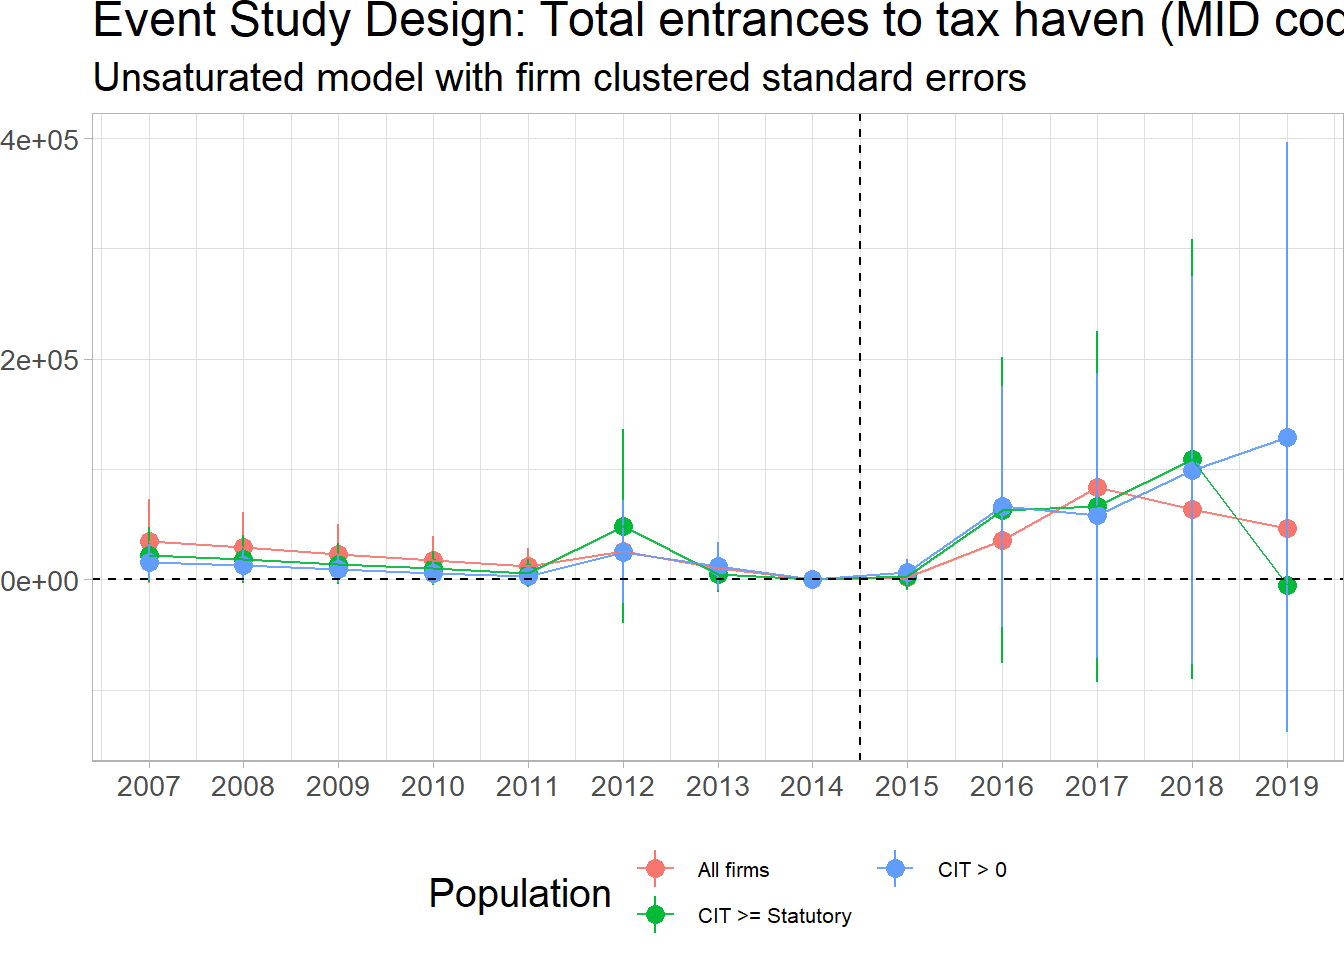 Event Study Design: Total entrances to tax haven (MID cod
Unsaturated model with firm clustered standard errors
4e+05
2e+05
0e+00
2007 2008 2009 2010 2011 2012 2013 2014 2015 2016 2017 2018 2019
Population
All firms
CIT > 0
CIT >= Statutory